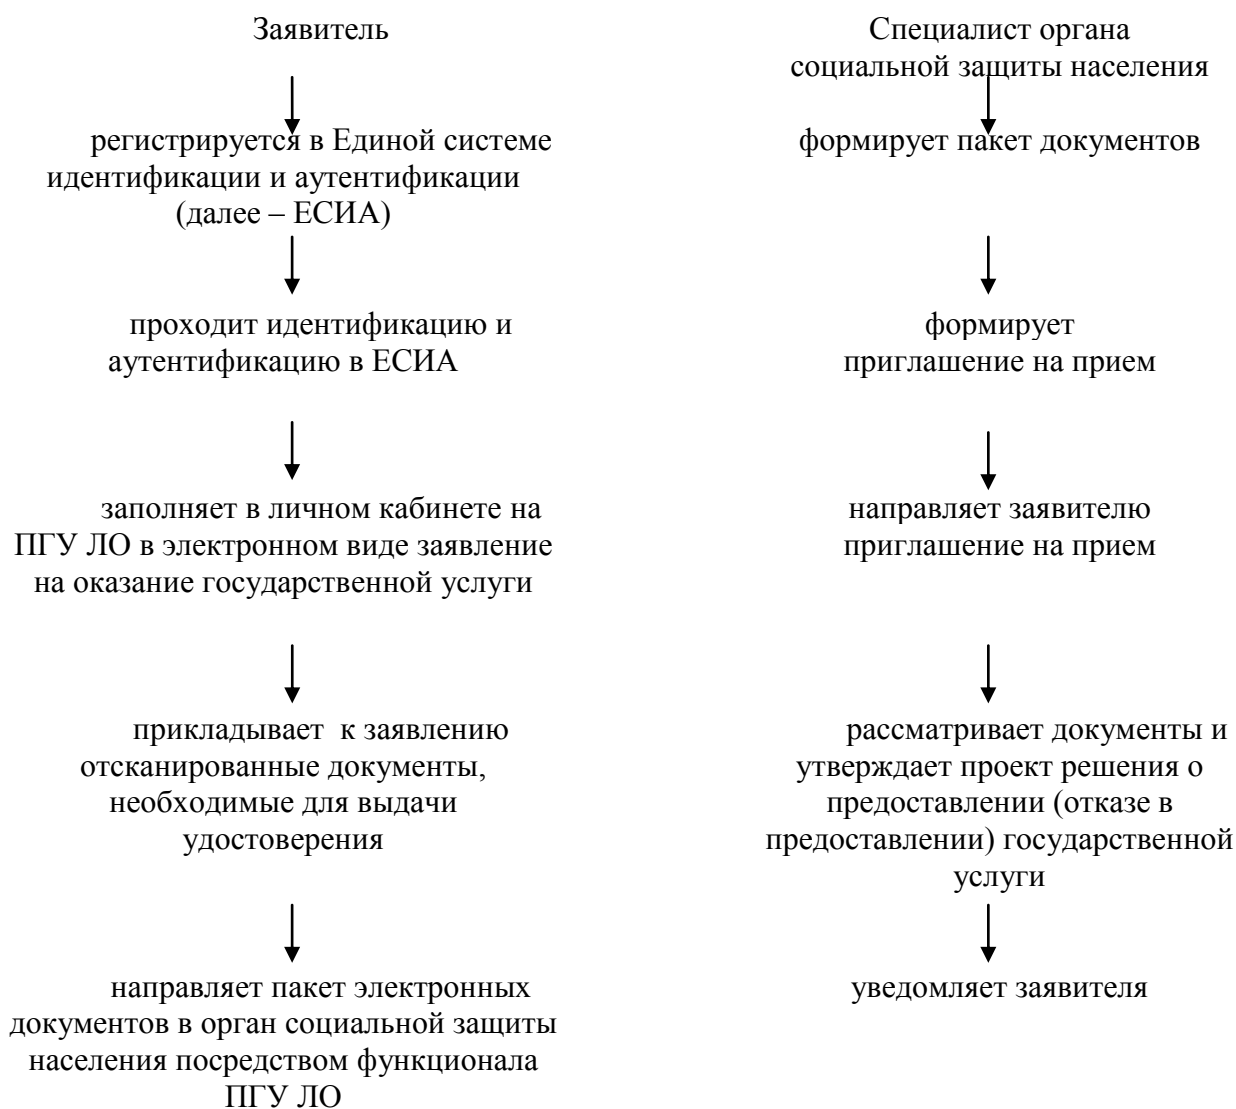 Заявитель
регистрируется в Единой системе
идентификации и аутентификации
(далее – ЕСИА)
проходит идентификацию и
аутентификацию в ЕСИА
заполняет в личном кабинете на
ПГУ ЛО в электронном виде заявление
на оказание государственной услуги
прикладывает к заявлению
отсканированные документы,
необходимые для выдачи
удостоверения
направляет пакет электронных
документов в орган социальной защиты
населения посредством функционала
ПГУ ЛО
Специалист органа
социальной защиты населения
формирует пакет документов
формирует
приглашение на прием
направляет заявителю
приглашение на прием
рассматривает документы и
утверждает проект решения о
предоставлении (отказе в
предоставлении) государственной
услуги
уведомляет заявителя